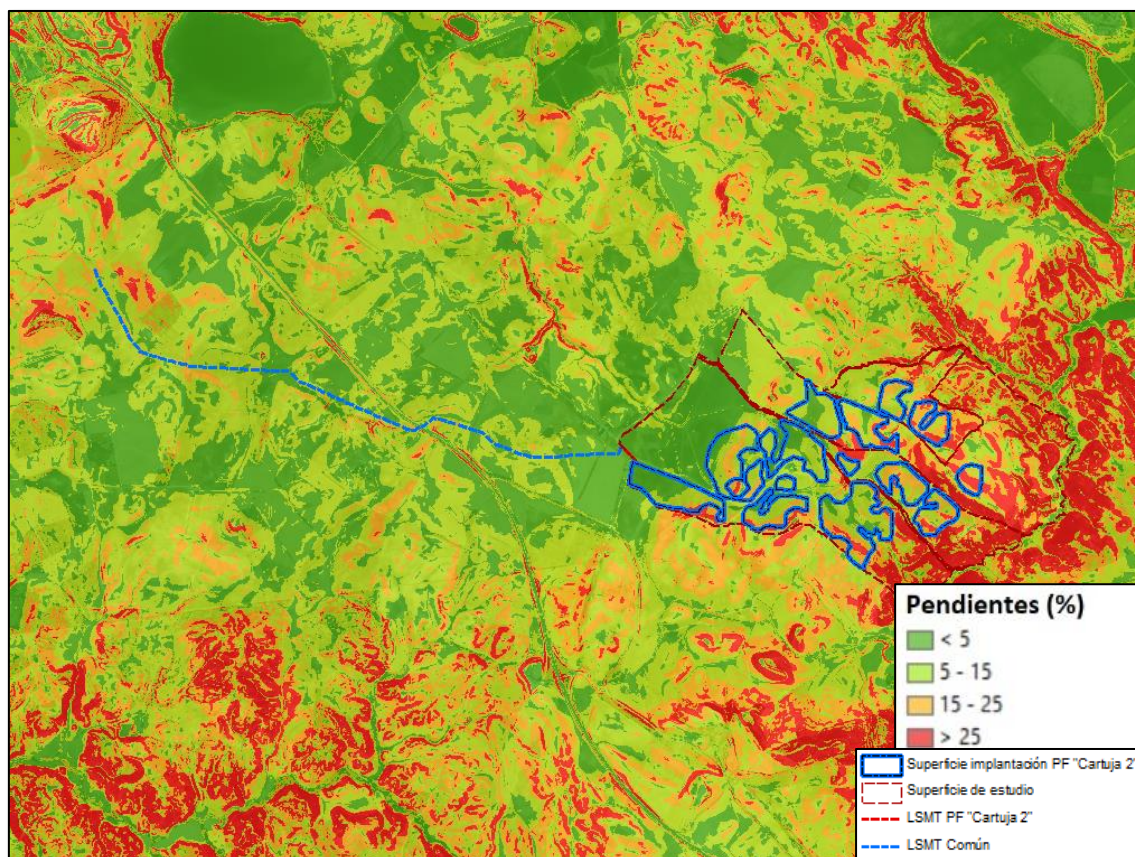 Pendientes (%)
< 5
5 - 15
15 - 25
> 25
Superficie implantación PF "Cartuja 2"
Superficie de estudio
LSMT PF "Cartuja 2"
LSMT Común